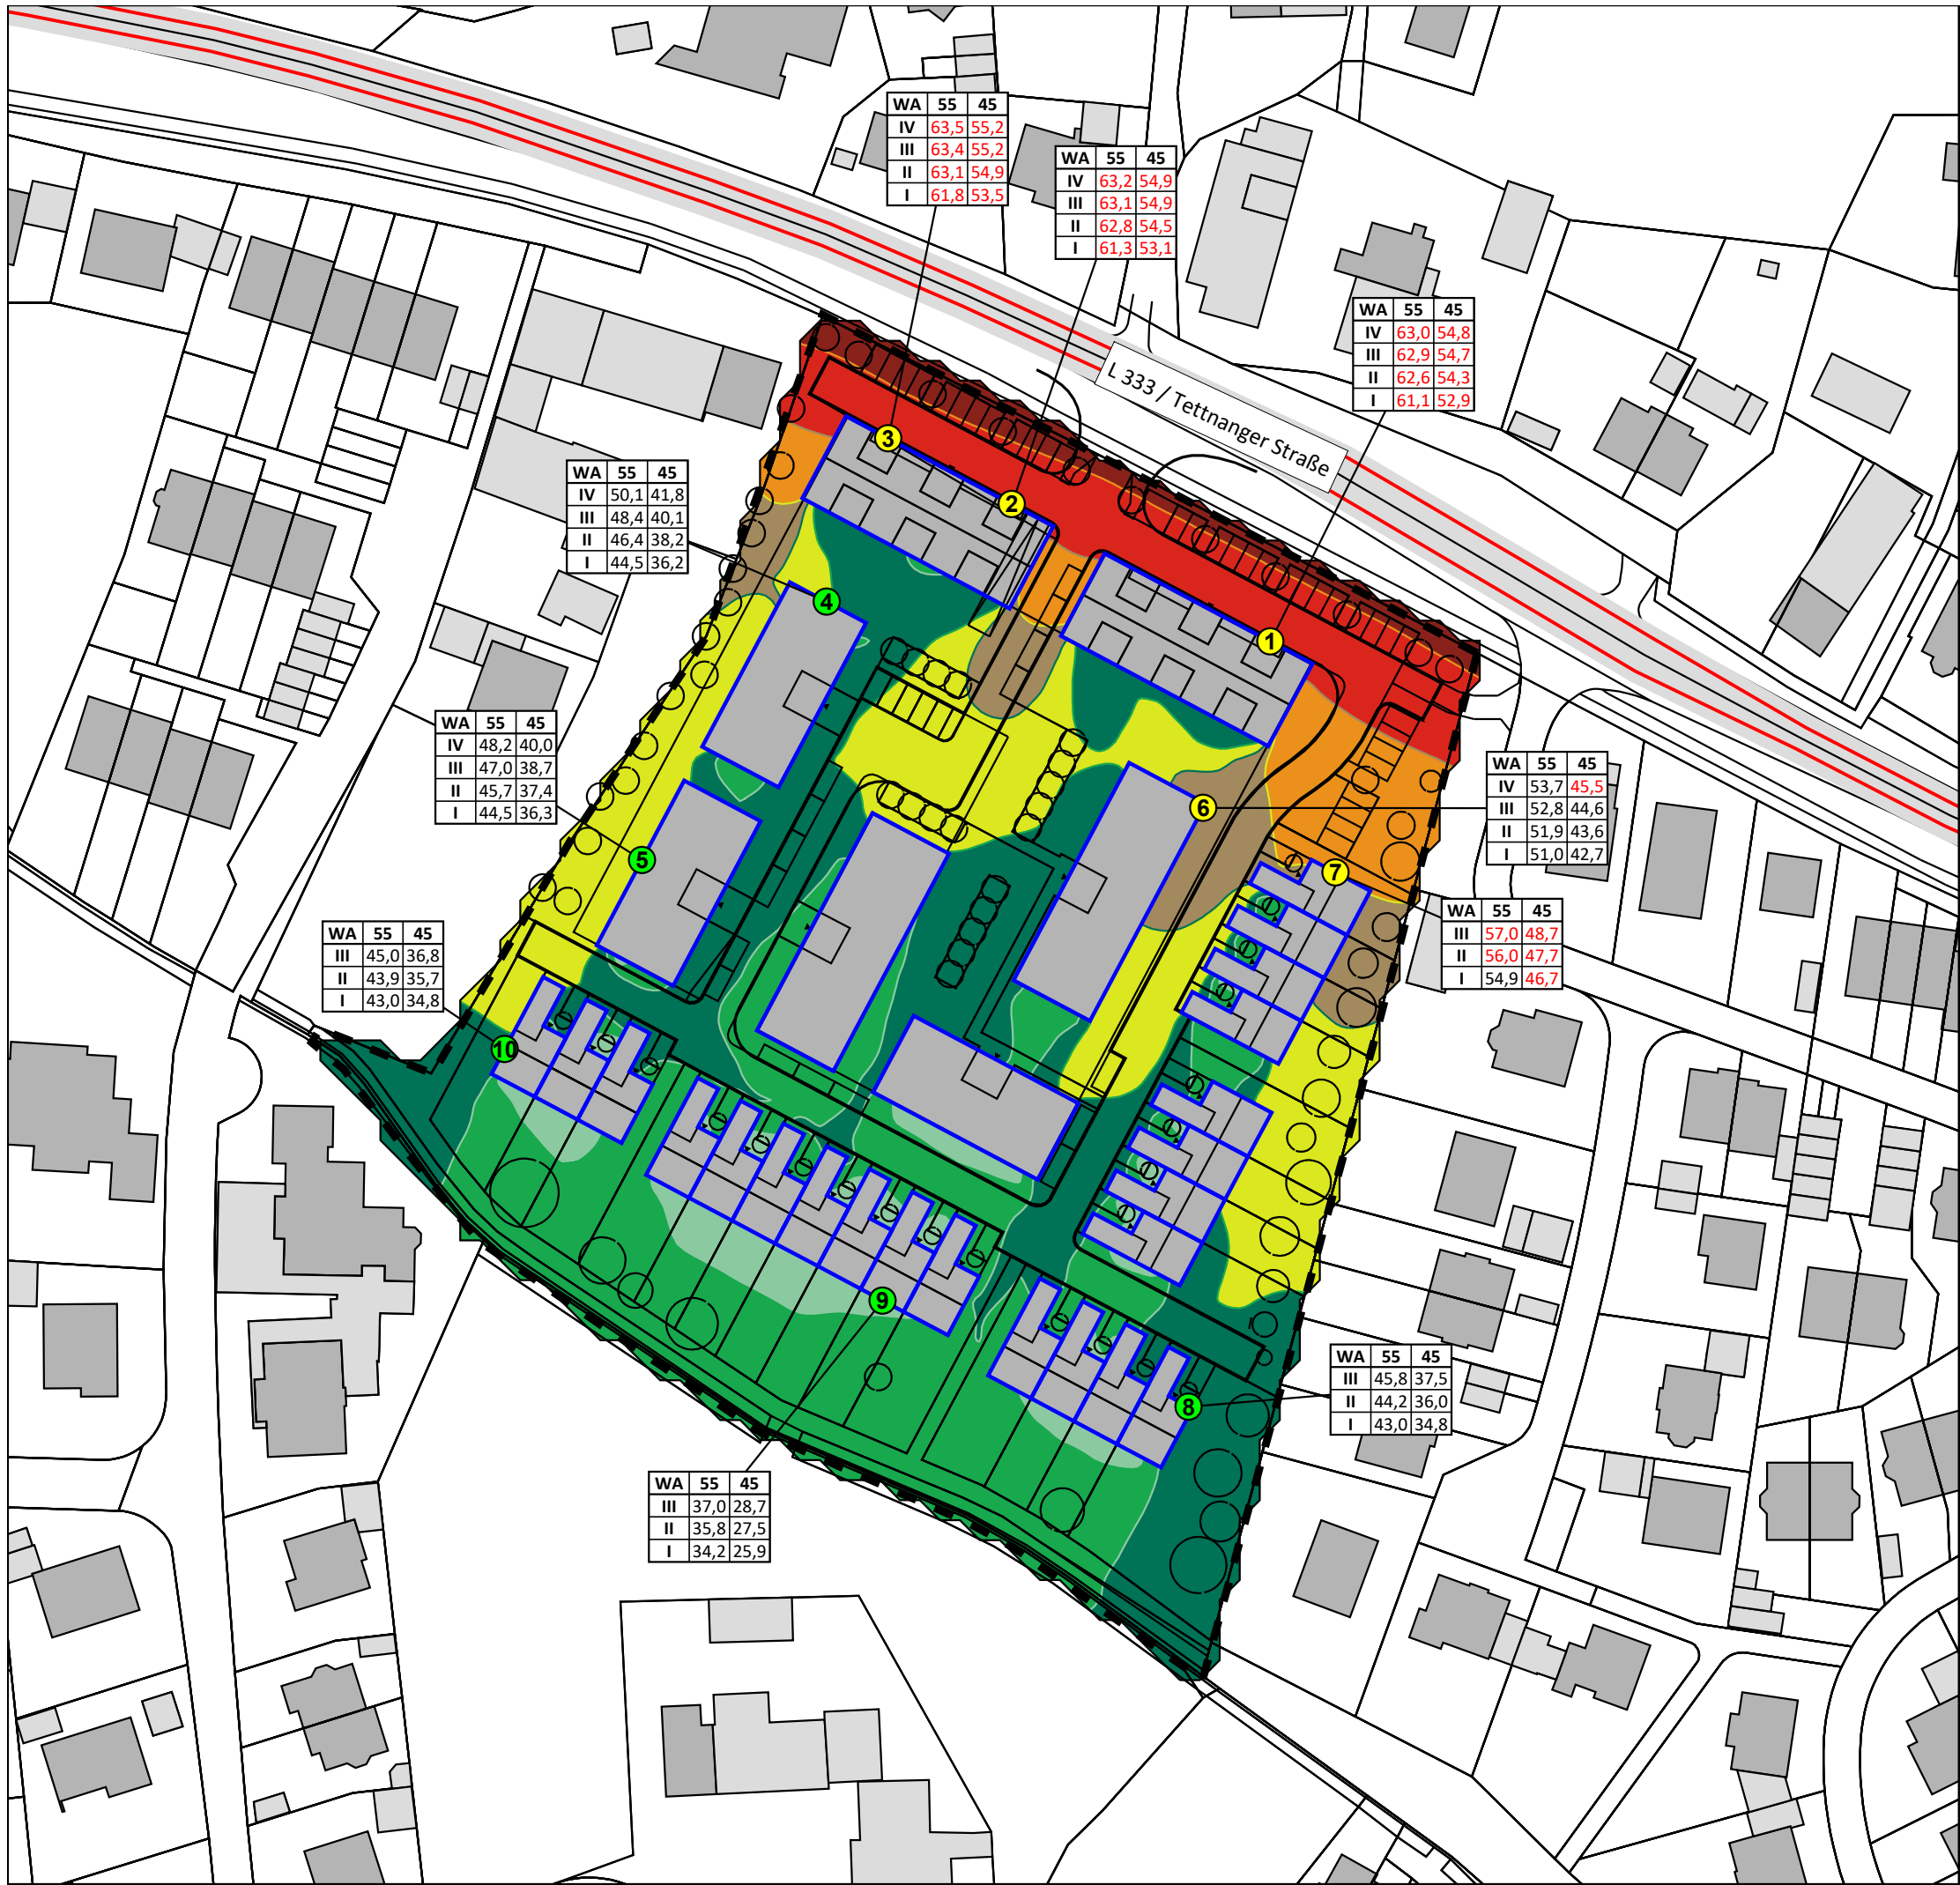 WA 55 45
IV 63,5 55,2
III 63,4 55,2
II 63,1 54,9
I 61,8 53,5
WA 55 45
IV 63,2 54,9
III 63,1 54,9
II 62,8 54,5
I 61,3 53,1
WA 55 45
IV 63,0 54,8
III 62,9 54,7
II 62,6 54,3
I 61,1 52,9
L 333 / Tettnanger Straße
3
2
WA 55 45
IV 50,1 41,8
III 48,4 40,1
II 46,4 38,2
I 44,5 36,2
4
1
WA 55 45
IV 48,2 40,0
III 47,0 38,7
II 45,7 37,4
I 44,5 36,3
6
WA 55 45
IV 53,7 45,5
III 52,8 44,6
II 51,9 43,6
I 51,0 42,7
5
7
WA 55 45
III 57,0 48,7
II 56,0 47,7
I 54,9 46,7
WA 55 45
III 45,0 36,8
II 43,9 35,7
I 43,0 34,8
10
9
WA 55 45
III 45,8 37,5
II 44,2 36,0
I 43,0 34,8
8
WA 55 45
III 37,0 28,7
II 35,8 27,5
I 34,2 25,9